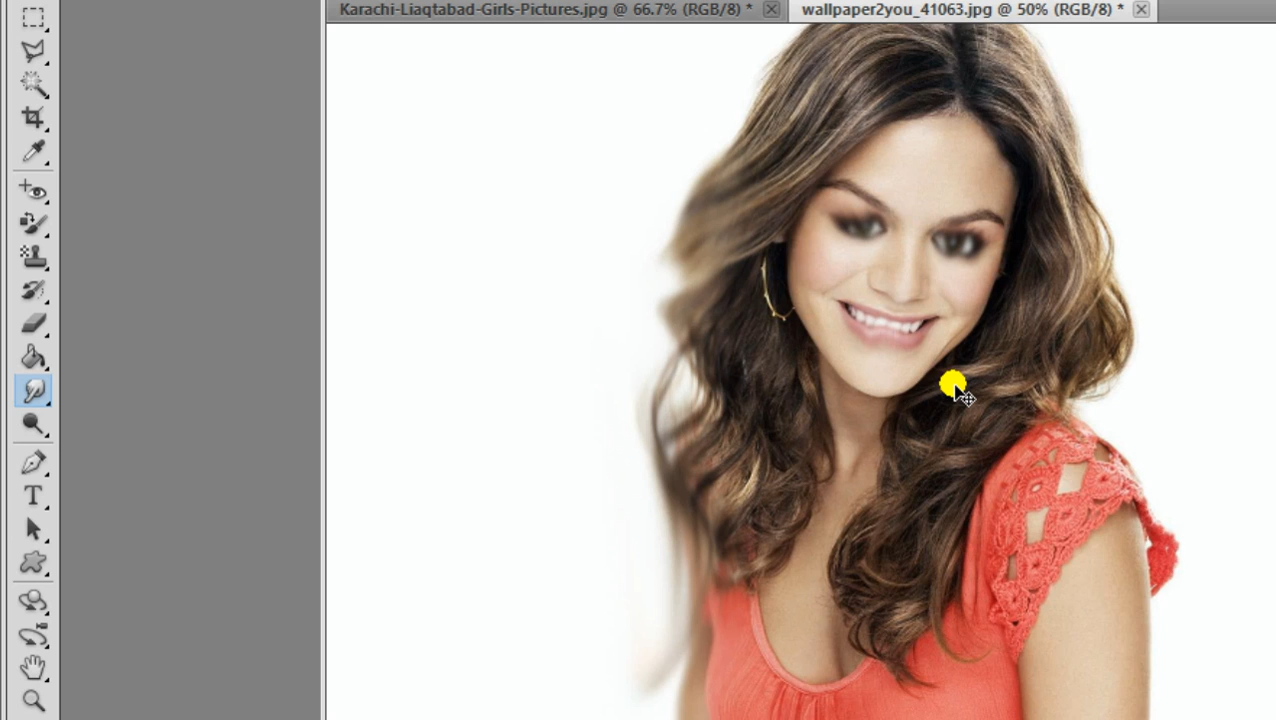 Karachi-Liaqtabad-Girls-Pictures.jpg @ 66.7% (RGB/8) * wallpaper2you_41063.jpg @ 50% (RGB/8) *
T